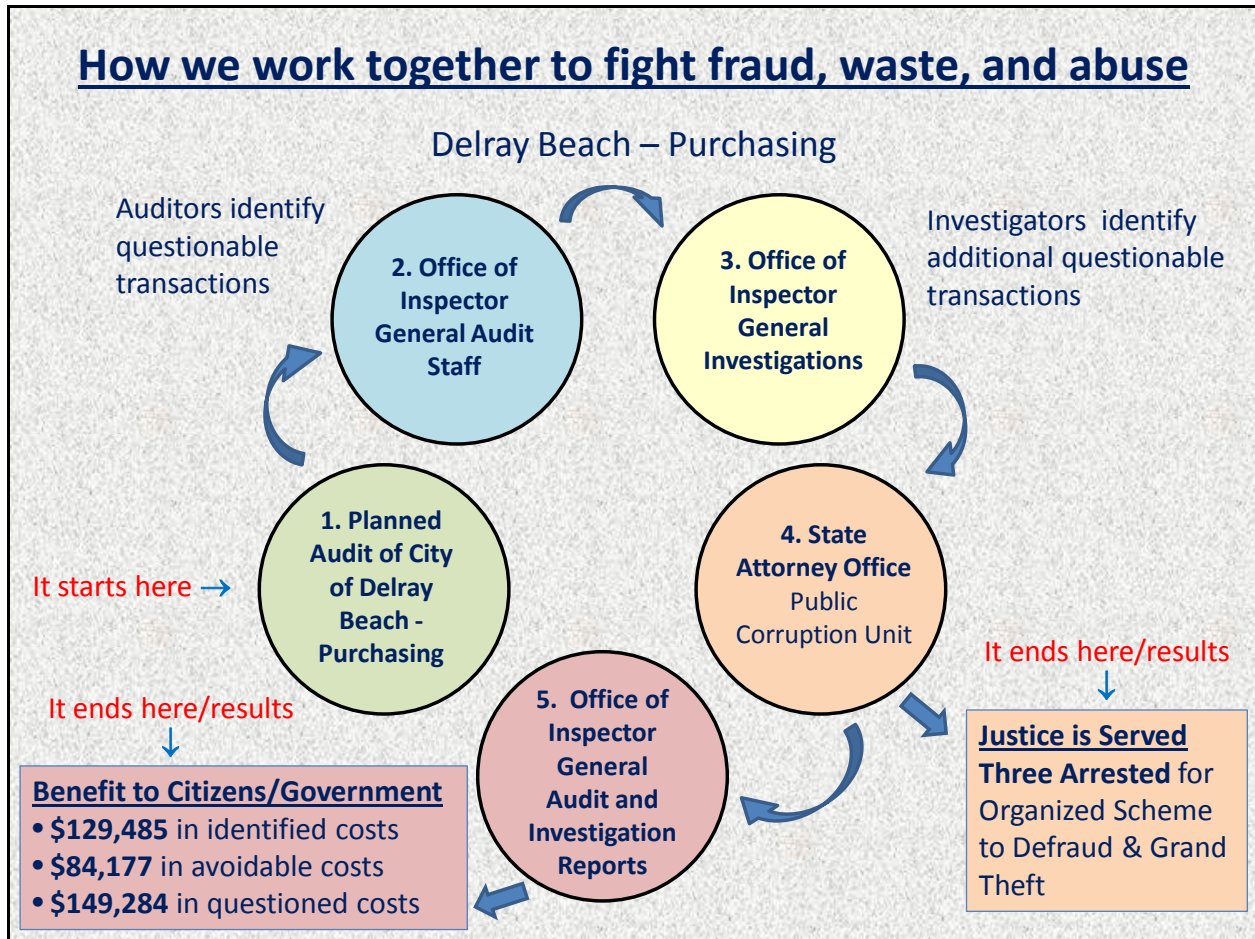 How we work together to fight fraud, waste, and abuse
Delray Beach – Purchasing
Auditors identify
questionable
transactions
2. Office of
Inspector
General Audit
Staff
3. Office of
Inspector
General
Investigations
Investigators identify
additional questionable
transactions
It starts here →
1. Planned
Audit of City
of Delray
Beach -
Purchasing
4. State
Attorney Office
Public
Corruption Unit
It ends here/results
↓
Justice is Served
Three Arrested for
Organized Scheme
to Defraud & Grand
Theft
5. Office of
Inspector
General
Audit and
Investigation
Reports
It ends here/results
↓
Benefit to Citizens/Government
• $129,485 in identified costs
• $84,177 in avoidable costs
• $149,284 in questioned costs